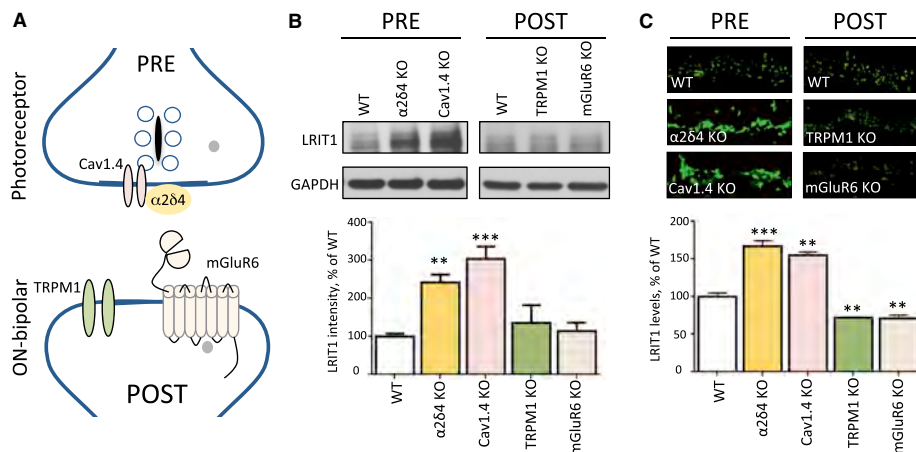 A
Photoreceptor
PRE
Cav1.4
α2δ4
ON-bipolar
TRPM1
mGluR6
POST
B
PRE
POST
WT
α2δ4 KO
Cav1.4 KO
WT
TRPM1 KO
mGluR6 KO
LRIT1
GAPDH
LRIT1 intensity, % of WT
400
300
200
100
0
**
***
WT
α2δ4 KO
Cav1.4 KO
TRPM1 KO
mGluR6 KO
C
PRE
POST
WT
WT
α2δ4 KO
TRPM1 KO
Cav1.4 KO
mGluR6 KO
LRIT1 levels, % of WT
200
150
100
50
0
***
**
**
**
WT
α2δ4 KO
Cav1.4 KO
TRPM1 KO
mGluR6 KO